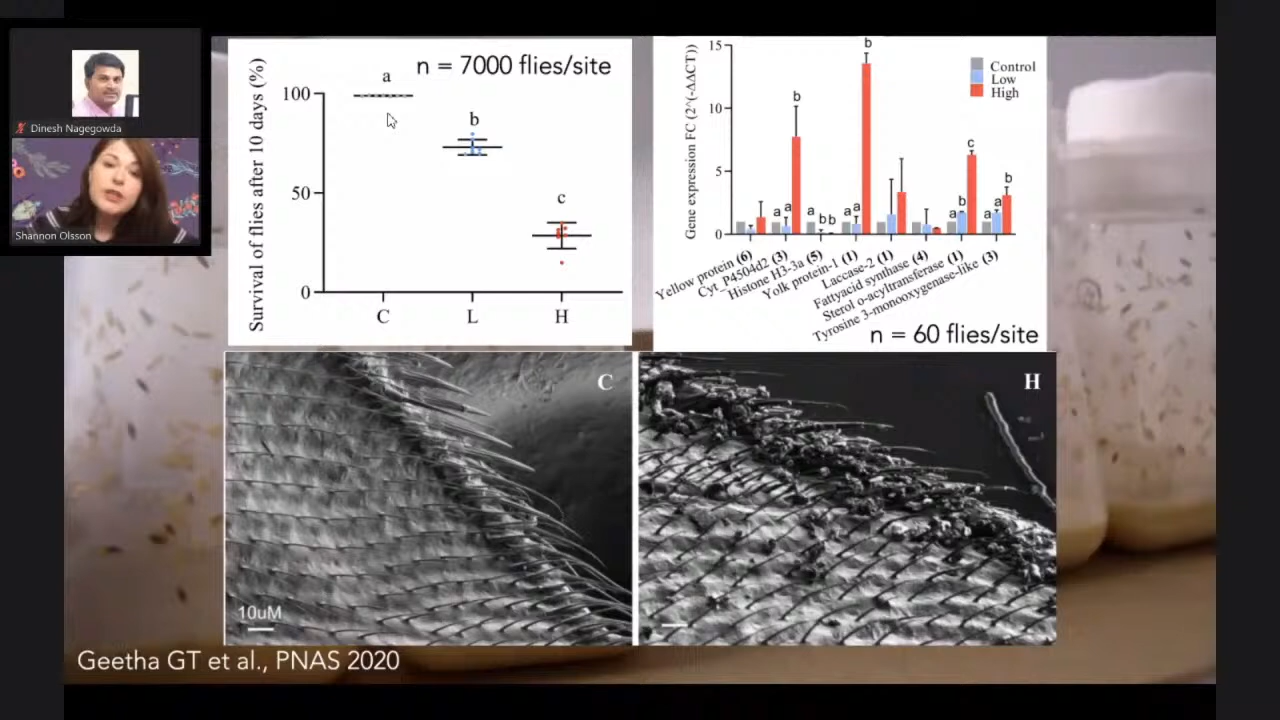 Dinesh Nagegowda
Shannon Olsson
n = 7000 flies/site
Survival of flies after 10 days (%)
100
50
0
a
b
c
C
L
H
Gene expression FC (2^(-ΔΔCT))
15
10
5
0
Control
Low
High
a
a
b
a
b
b
a
a
b
a
b
c
a
a
b
Yellow protein (6)
Cyt_P4504d2 (3)
Histone H3-3a (5)
Yolk protein-1 (1)
Laccase-2 (1)
Fattyacid synthase (4)
Sterol o-acyltransferase (1)
Tyrosine 3-monooxygenase-like (3)
n = 60 flies/site
C
10uM
H
Geetha GT et al., PNAS 2020